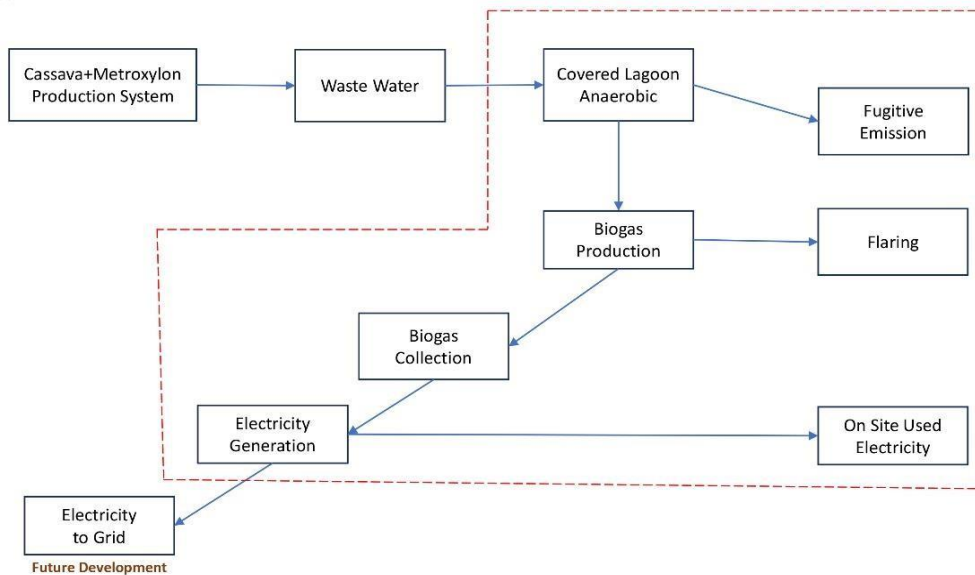 Cassava+Metroxylon
Production System
Waste Water
Covered Lagoon
Anaerobic
Fugitive
Emission
Biogas
Production
Flaring
Biogas
Collection
Electricity
Generation
On Site Used
Electricity
Electricity
to Grid
Future Development